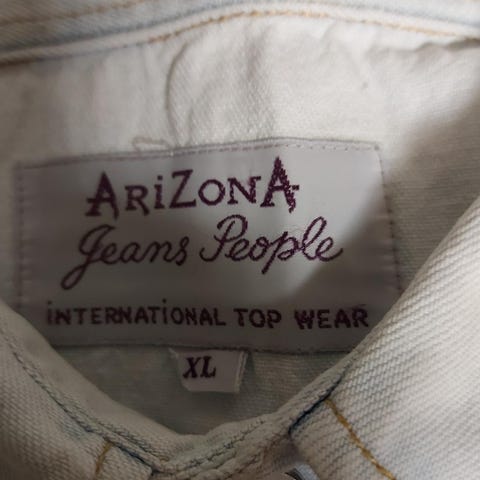 ARiZONA
Jeans People
iNTERNATiONAL TOP WEAR
XL